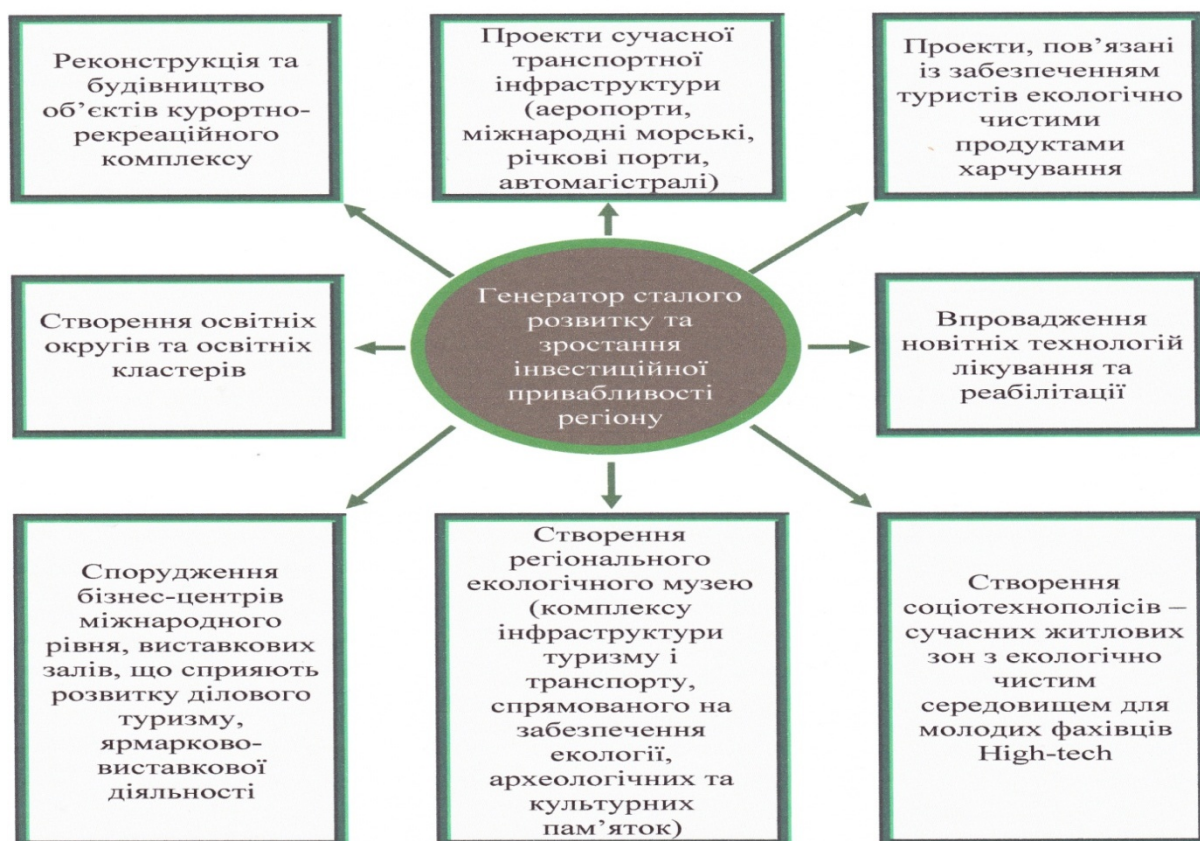 Реконструкція та
будівництво
об’єктів курортно-
рекреаційного
комплексу
Проекти сучасної
транспортної
інфраструктури
(аеропорти,
міжнародні морські,
річкові порти,
автомагістралі)
Проекти, пов’язані
із забезпеченням
туристів екологічно
чистими
продуктами
харчування
Створення освітніх
округів та освітніх
кластерів
Генератор сталого
розвитку та
зростання
інвестиційної
привабливості
регіону
Впровадження
новітніх технологій
лікування та
реабілітації
Спорудження
бізнес-центрів
міжнародного
рівня, виставкових
залів, що сприяють
розвитку ділового
туризму,
ярмарково-
виставкової
діяльності
Створення
регіонального
екологічного музею
(комплексу
інфраструктури
туризму і
транспорту,
спрямованого на
забезпечення
екології,
археологічних та
культурних
пам’яток)
Створення
соціотехнополісів –
сучасних житлових
зон з екологічно
чистим
середовищем для
молодих фахівців
High-tech